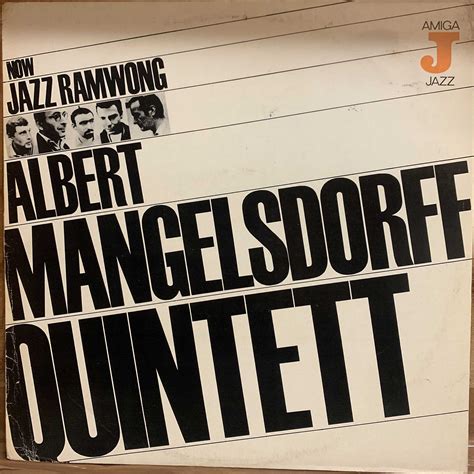 NOW
JAZZ RAMWONG
ALBERT
MANGELSDORFF
QUINTETT
AMIGA
J
JAZZ